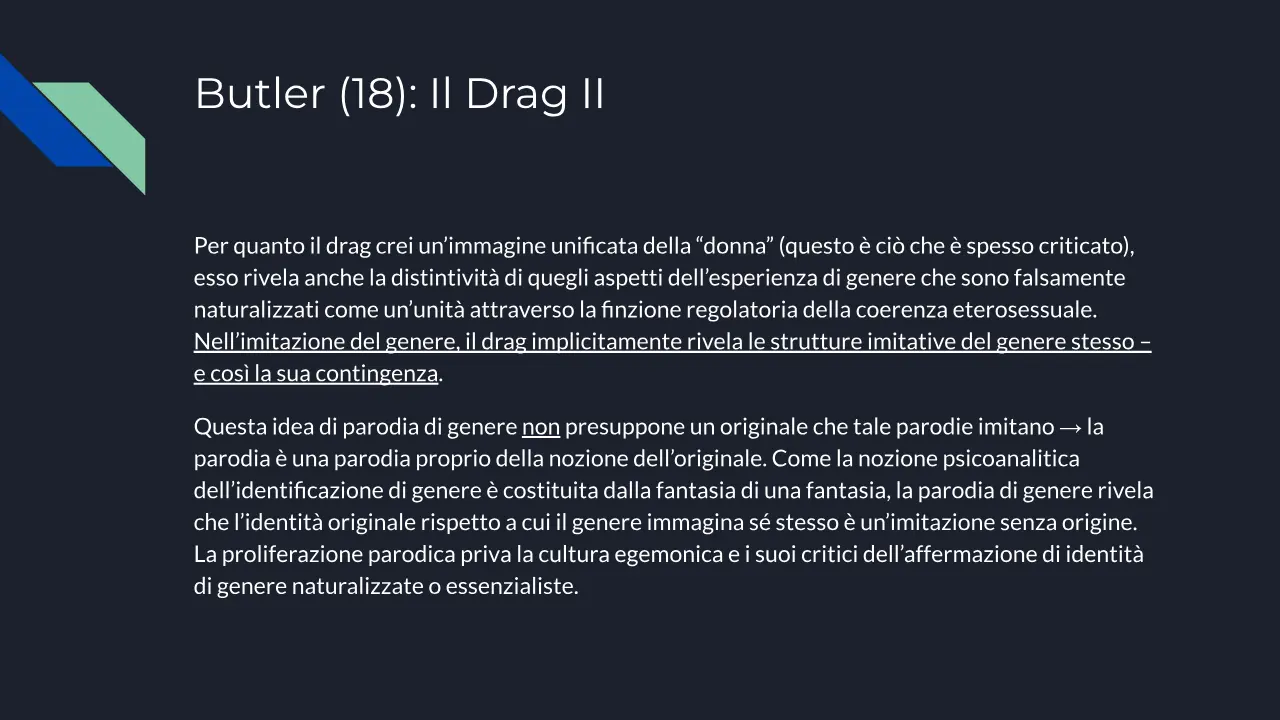 Butler (18): Il Drag II
Per quanto il drag crei un’immagine unificata della “donna” (questo è ciò che è spesso criticato),
esso rivela anche la distintività di quegli aspetti dell’esperienza di genere che sono falsamente
naturalizzati come un’unità attraverso la finzione regolatoria della coerenza eterosessuale.
Nell’imitazione del genere, il drag implicitamente rivela le strutture imitative del genere stesso –
e così la sua contingenza.
Questa idea di parodia di genere non presuppone un originale che tale parodie imitano → la
parodia è una parodia proprio della nozione dell’originale. Come la nozione psicoanalitica
dell’identificazione di genere è costituita dalla fantasia di una fantasia, la parodia di genere rivela
che l’identità originale rispetto a cui il genere immagina sé stesso è un’imitazione senza origine.
La proliferazione parodica priva la cultura egemonica e i suoi critici dell’affermazione di identità
di genere naturalizzate o essenzialiste.